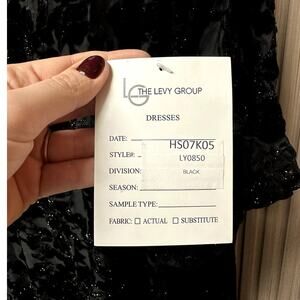 LG THE LEVY GROUP
DRESSES
DATE:
HS07K05
STYLE#:
LY0850
DIVISION:
BLACK
SEASON:
SAMPLE TYPE:
FABRIC: ☐ ACTUAL ☐ SUBSTITUTE